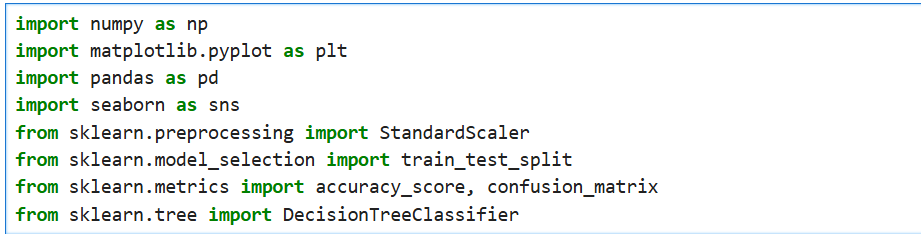 import numpy as np
import matplotlib.pyplot as plt
import pandas as pd
import seaborn as sns
from sklearn.preprocessing import StandardScaler
from sklearn.model_selection import train_test_split
from sklearn.metrics import accuracy_score, confusion_matrix
from sklearn.tree import DecisionTreeClassifier